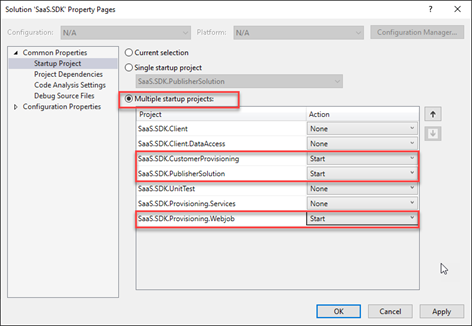 Solution 'SaaS.SDK' Property Pages
? ×
Configuration: N/A Platform: N/A Configuration Manager...
Common Properties
Startup Project
Project Dependencies
Code Analysis Settings
Debug Source Files
Configuration Properties
Current selection
Single startup project
SaaS.SDK.PublisherSolution
Multiple startup projects:
Project Action
SaaS.SDK.Client None
SaaS.SDK.Client.DataAccess None
SaaS.SDK.CustomerProvisioning Start
SaaS.SDK.PublisherSolution Start
SaaS.SDK.UnitTest None
SaaS.SDK.Provisioning.Services None
SaaS.SDK.Provisioning.Webjob Start
OK Cancel Apply